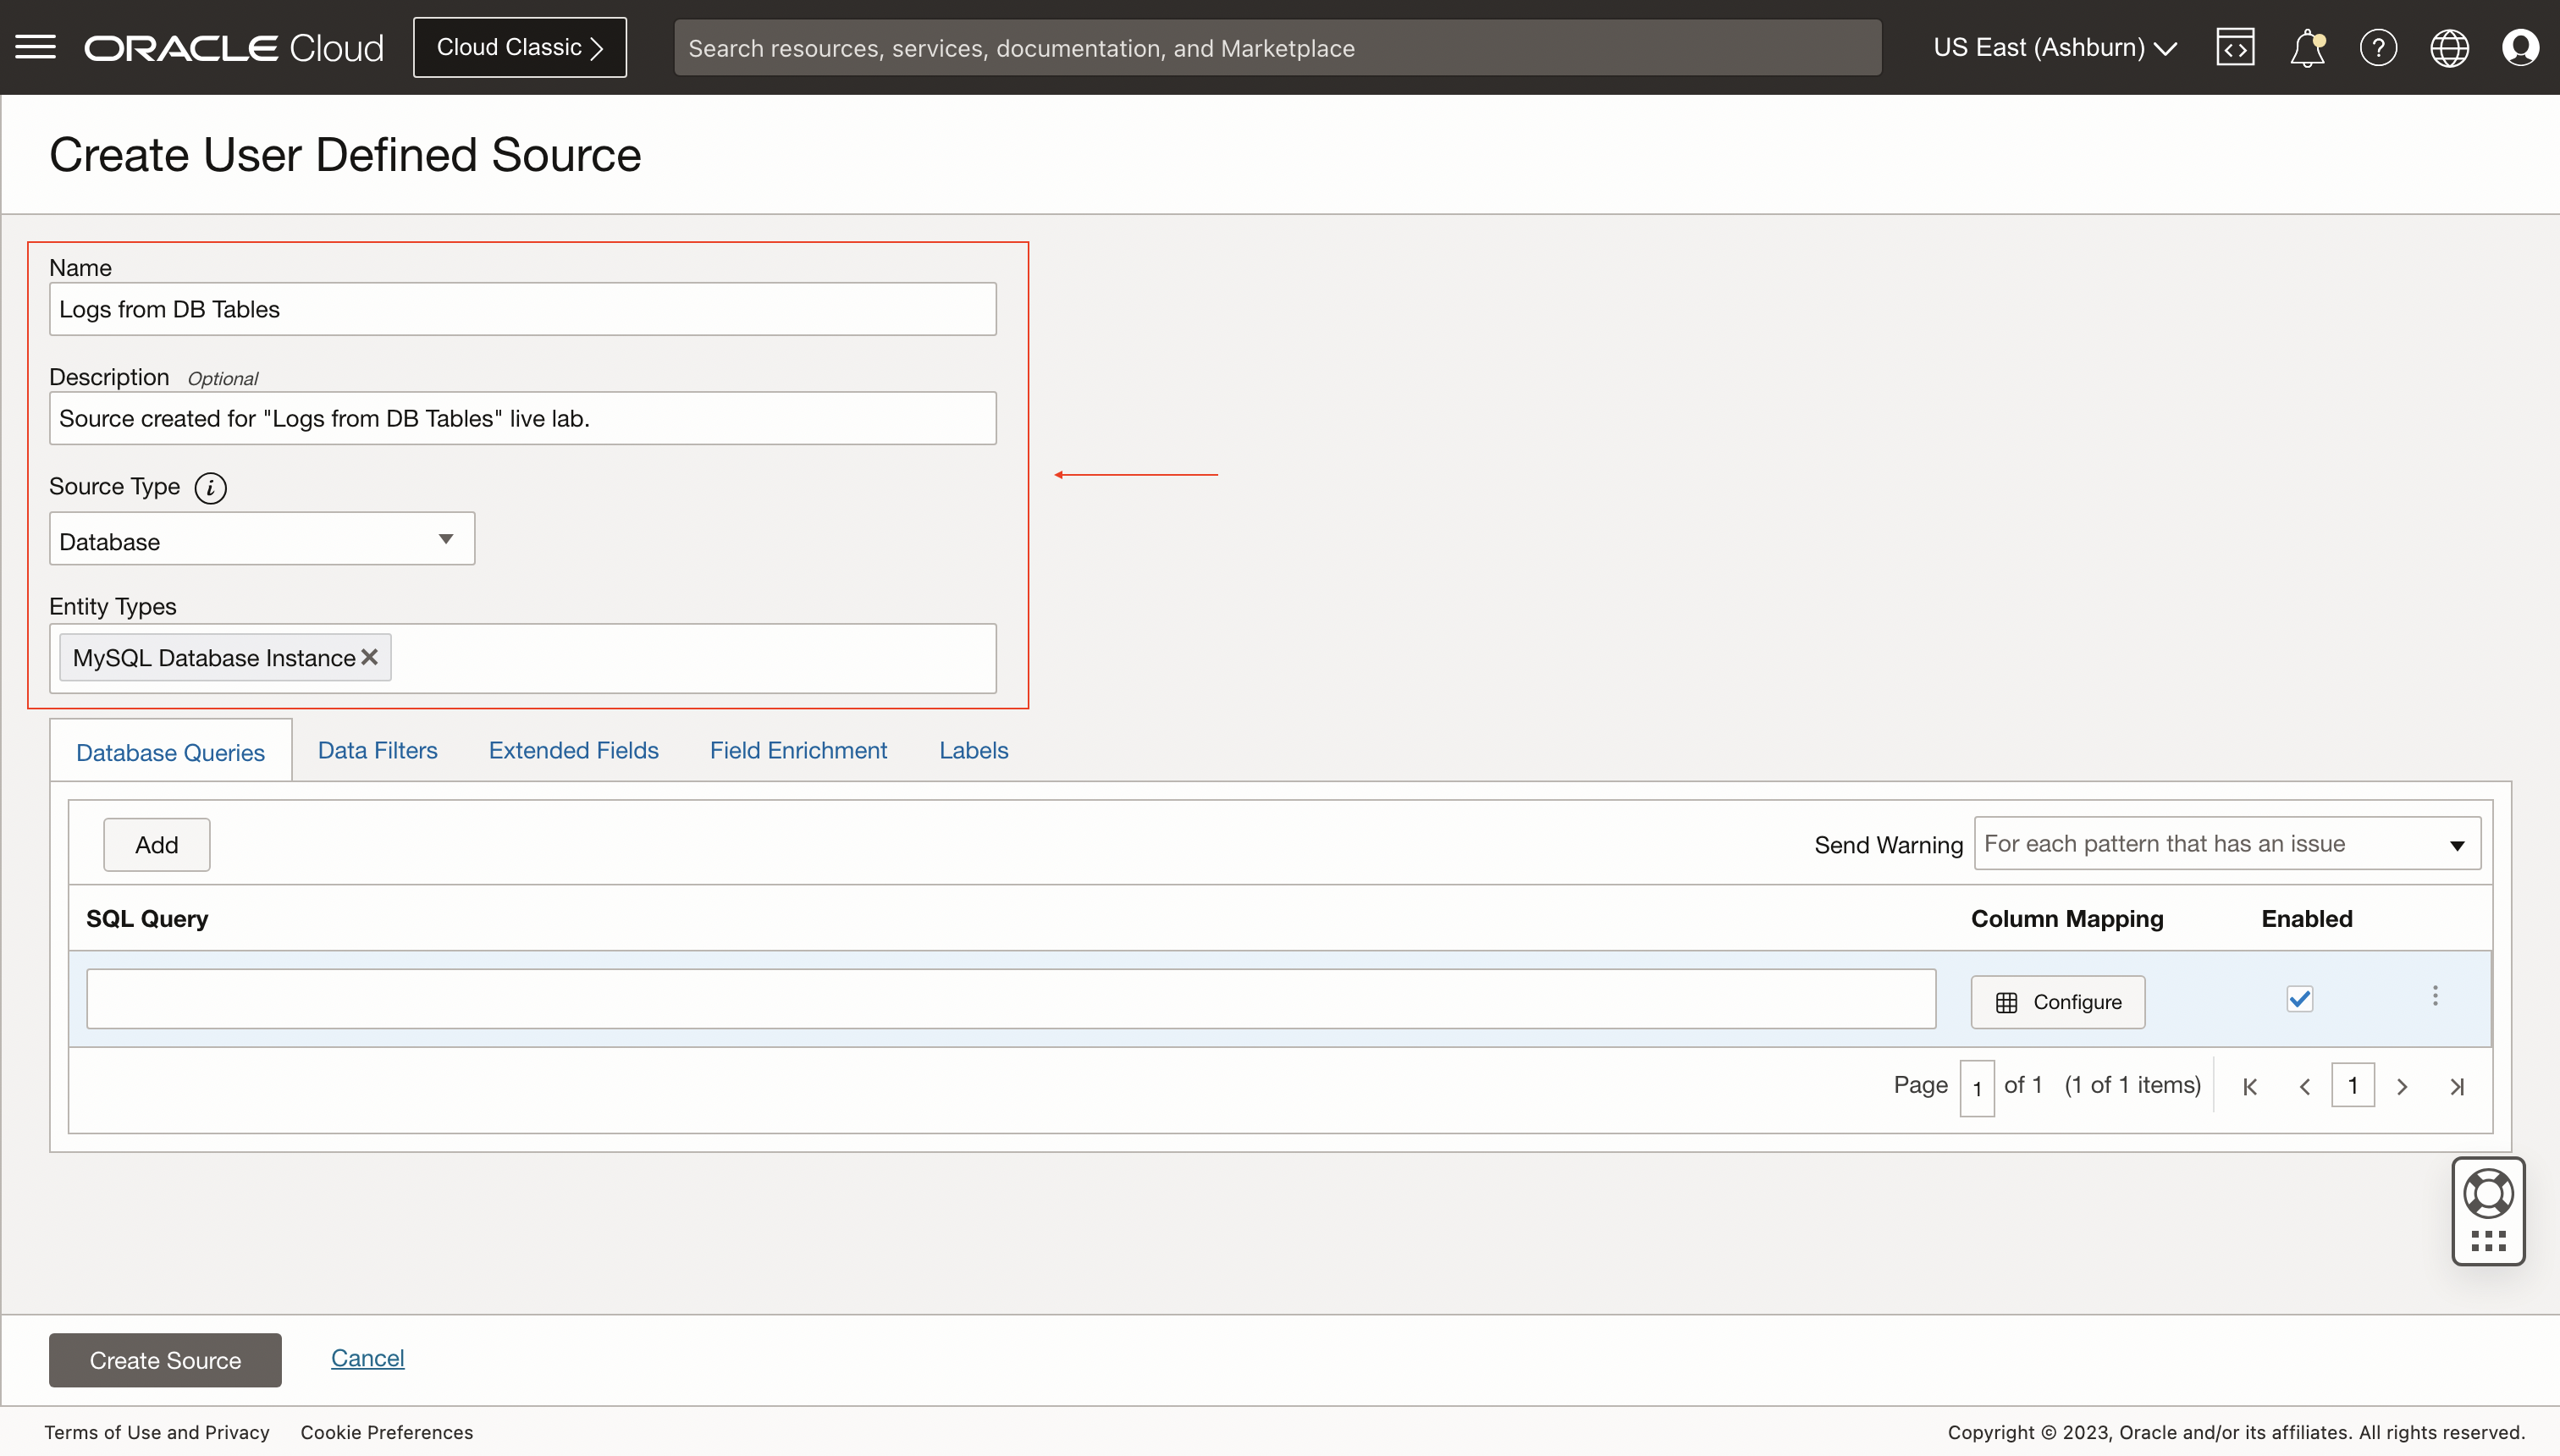 ORACLE Cloud
Cloud Classic
Search resources, services, documentation, and Marketplace
US East (Ashburn)
Create User Defined Source
Name
Logs from DB Tables
Description Optional
Source created for "Logs from DB Tables" live lab.
Source Type i
Database
Entity Types
MySQL Database Instance
Database Queries Data Filters Extended Fields Field Enrichment Labels
Add
Send Warning For each pattern that has an issue
SQL Query Column Mapping Enabled
Configure
Page 1 of 1 (1 of 1 items) 1
Create Source Cancel
Terms of Use and Privacy Cookie Preferences
Copyright © 2023, Oracle and/or its affiliates. All rights reserved.